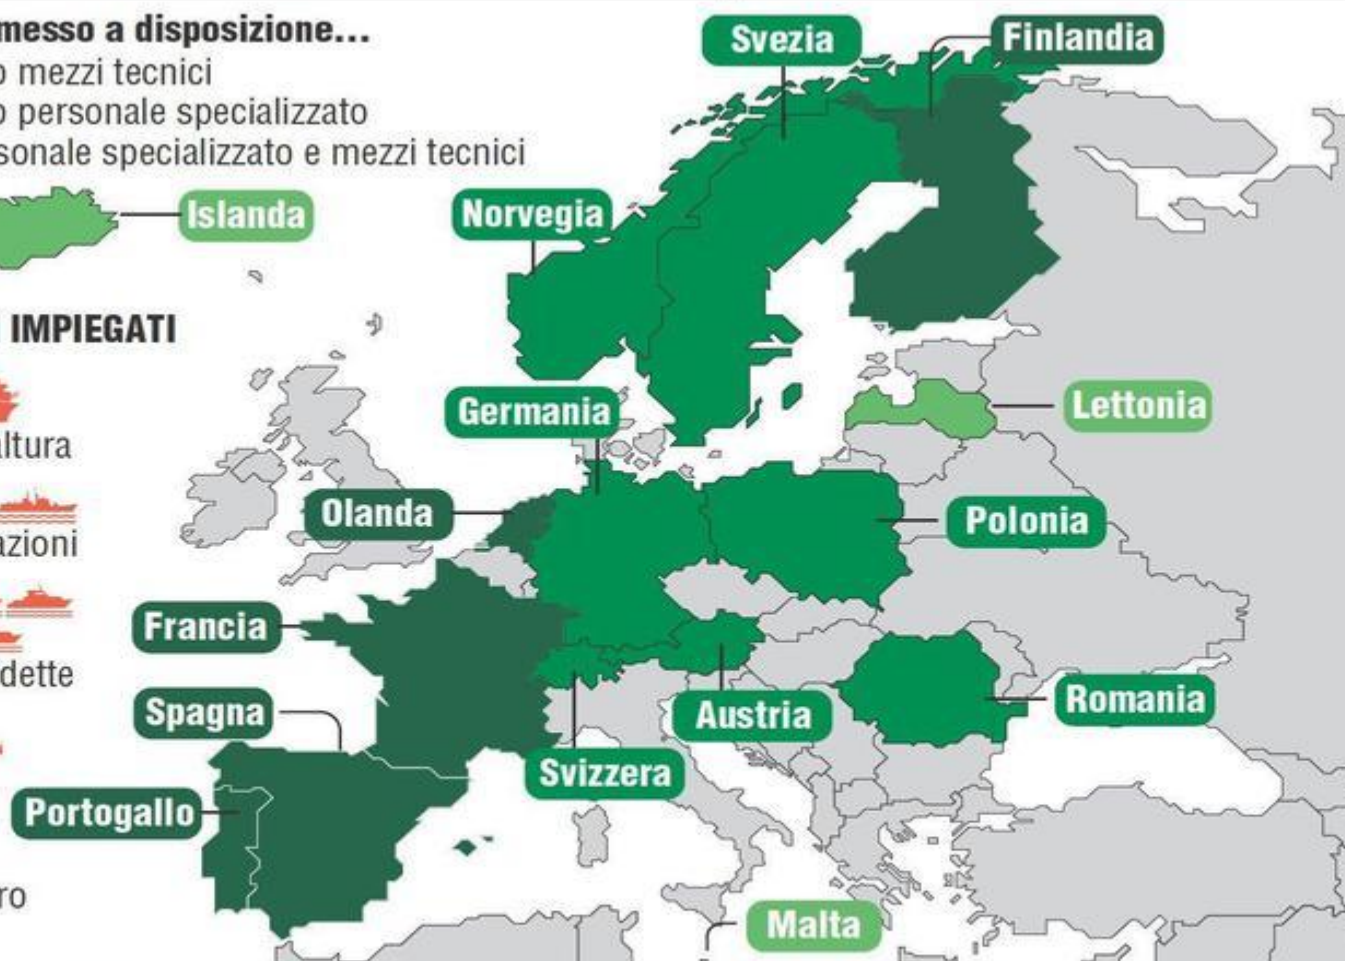 messo a disposizione...
o mezzi tecnici
o personale specializzato
sonale specializzato e mezzi tecnici
Svezia
Finlandia
Islanda
Norvegia
IMPIEGATI
Germania
Lettonia
altura
Olanda
Polonia
azioni
Francia
dette
Spagna
Austria
Romania
Svizzera
Portogallo
ro
Malta